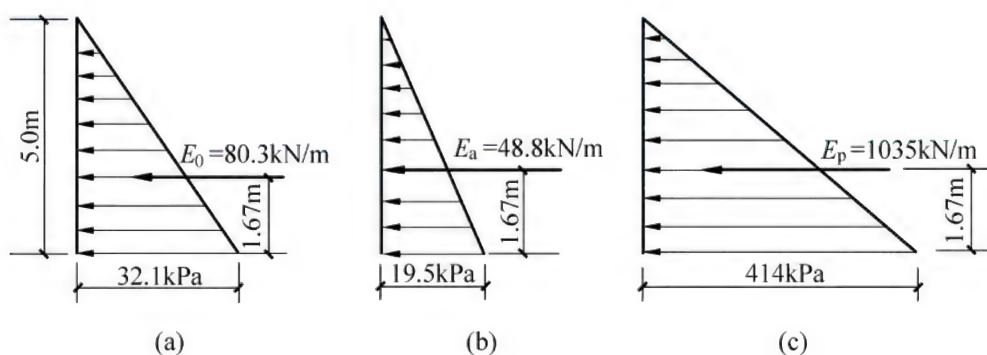 5.0m
E₀=80.3kN/m
1.67m
32.1kPa
(a)
Eₐ=48.8kN/m
1.67m
19.5kPa
(b)
Eₚ=1035kN/m
1.67m
414kPa
(c)